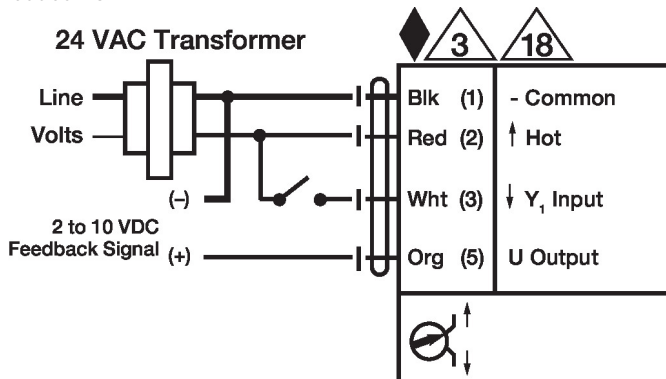 24 VAC Transformer
3 18
Line
Volts
Blk (1) - Common
Red (2) Hot
(–)
Wht (3) Y₁ Input
2 to 10 VDC
Feedback Signal (+)
Org (5) U Output